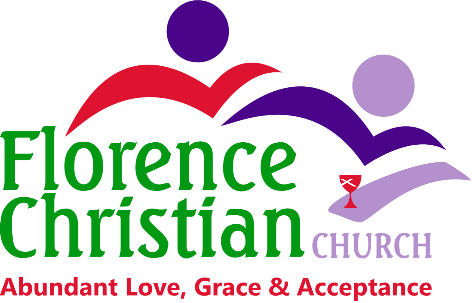 Florence
Christian CHURCH
Abundant Love, Grace & Acceptance